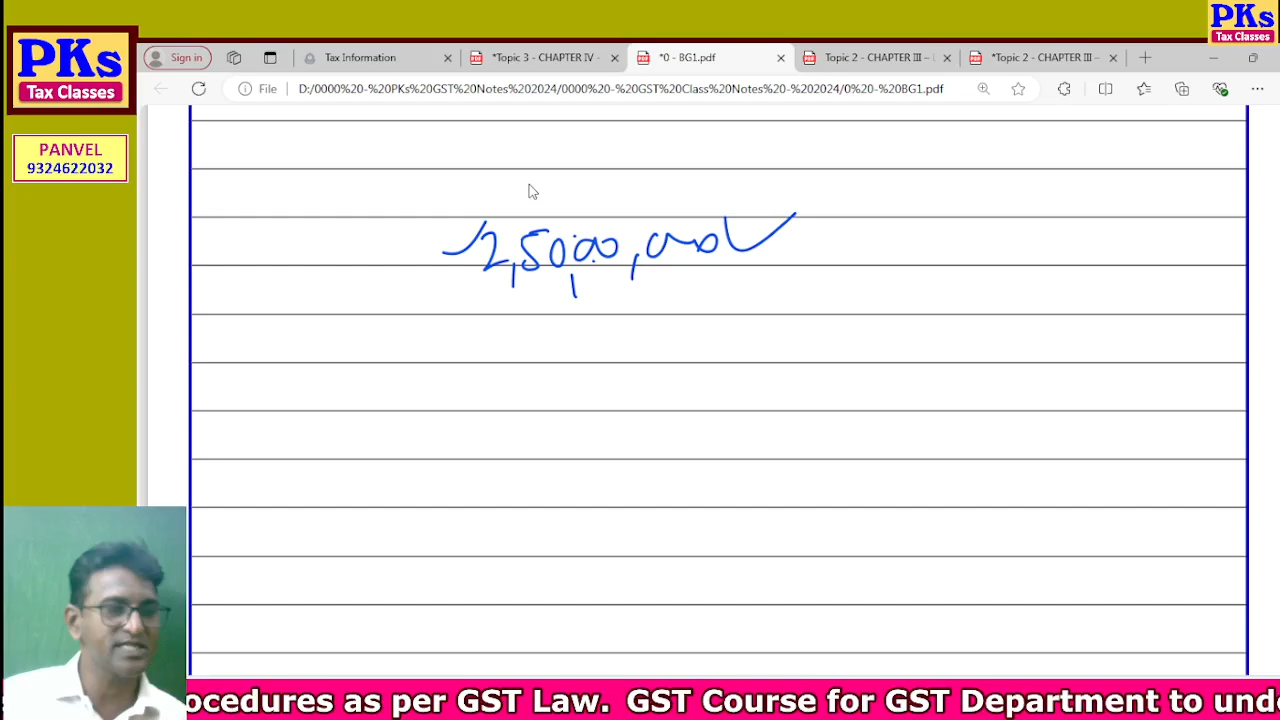 PKs
Tax Classes
PKs
Tax Classes
PANVEL
9324622032
Sign in
Tax Information
*Topic 3 - CHAPTER IV -
*0 - BG1.pdf
Topic 2 - CHAPTER III – I
*Topic 2 - CHAPTER III –
File
D:/0000%20-%20PKs%20GST%20Notes%202024/0000%20-%20GST%20Class%20Notes%20-%202024/0%20-%20BG1.pdf
2,50,00,000
ocedures as per GST Law. GST Course for GST Department to unde